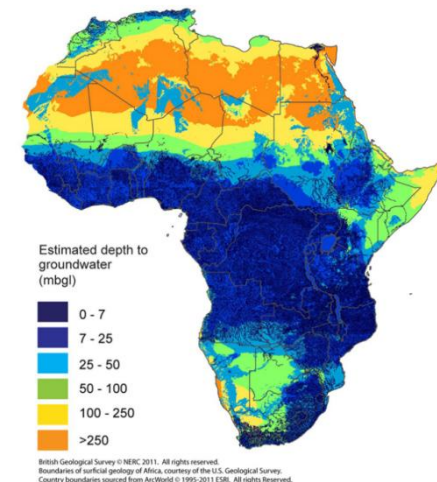 Estimated depth to
groundwater
(mbgl)
0 - 7
7 - 25
25 - 50
50 - 100
100 - 250
>250
British Geological Survey © NERC 2011. All rights reserved.
Boundaries of surficial geology of Africa, courtesy of the U.S. Geological Survey.
Country boundaries sourced from ArcWorld © 1995-2011 ESRI. All rights Reserved.